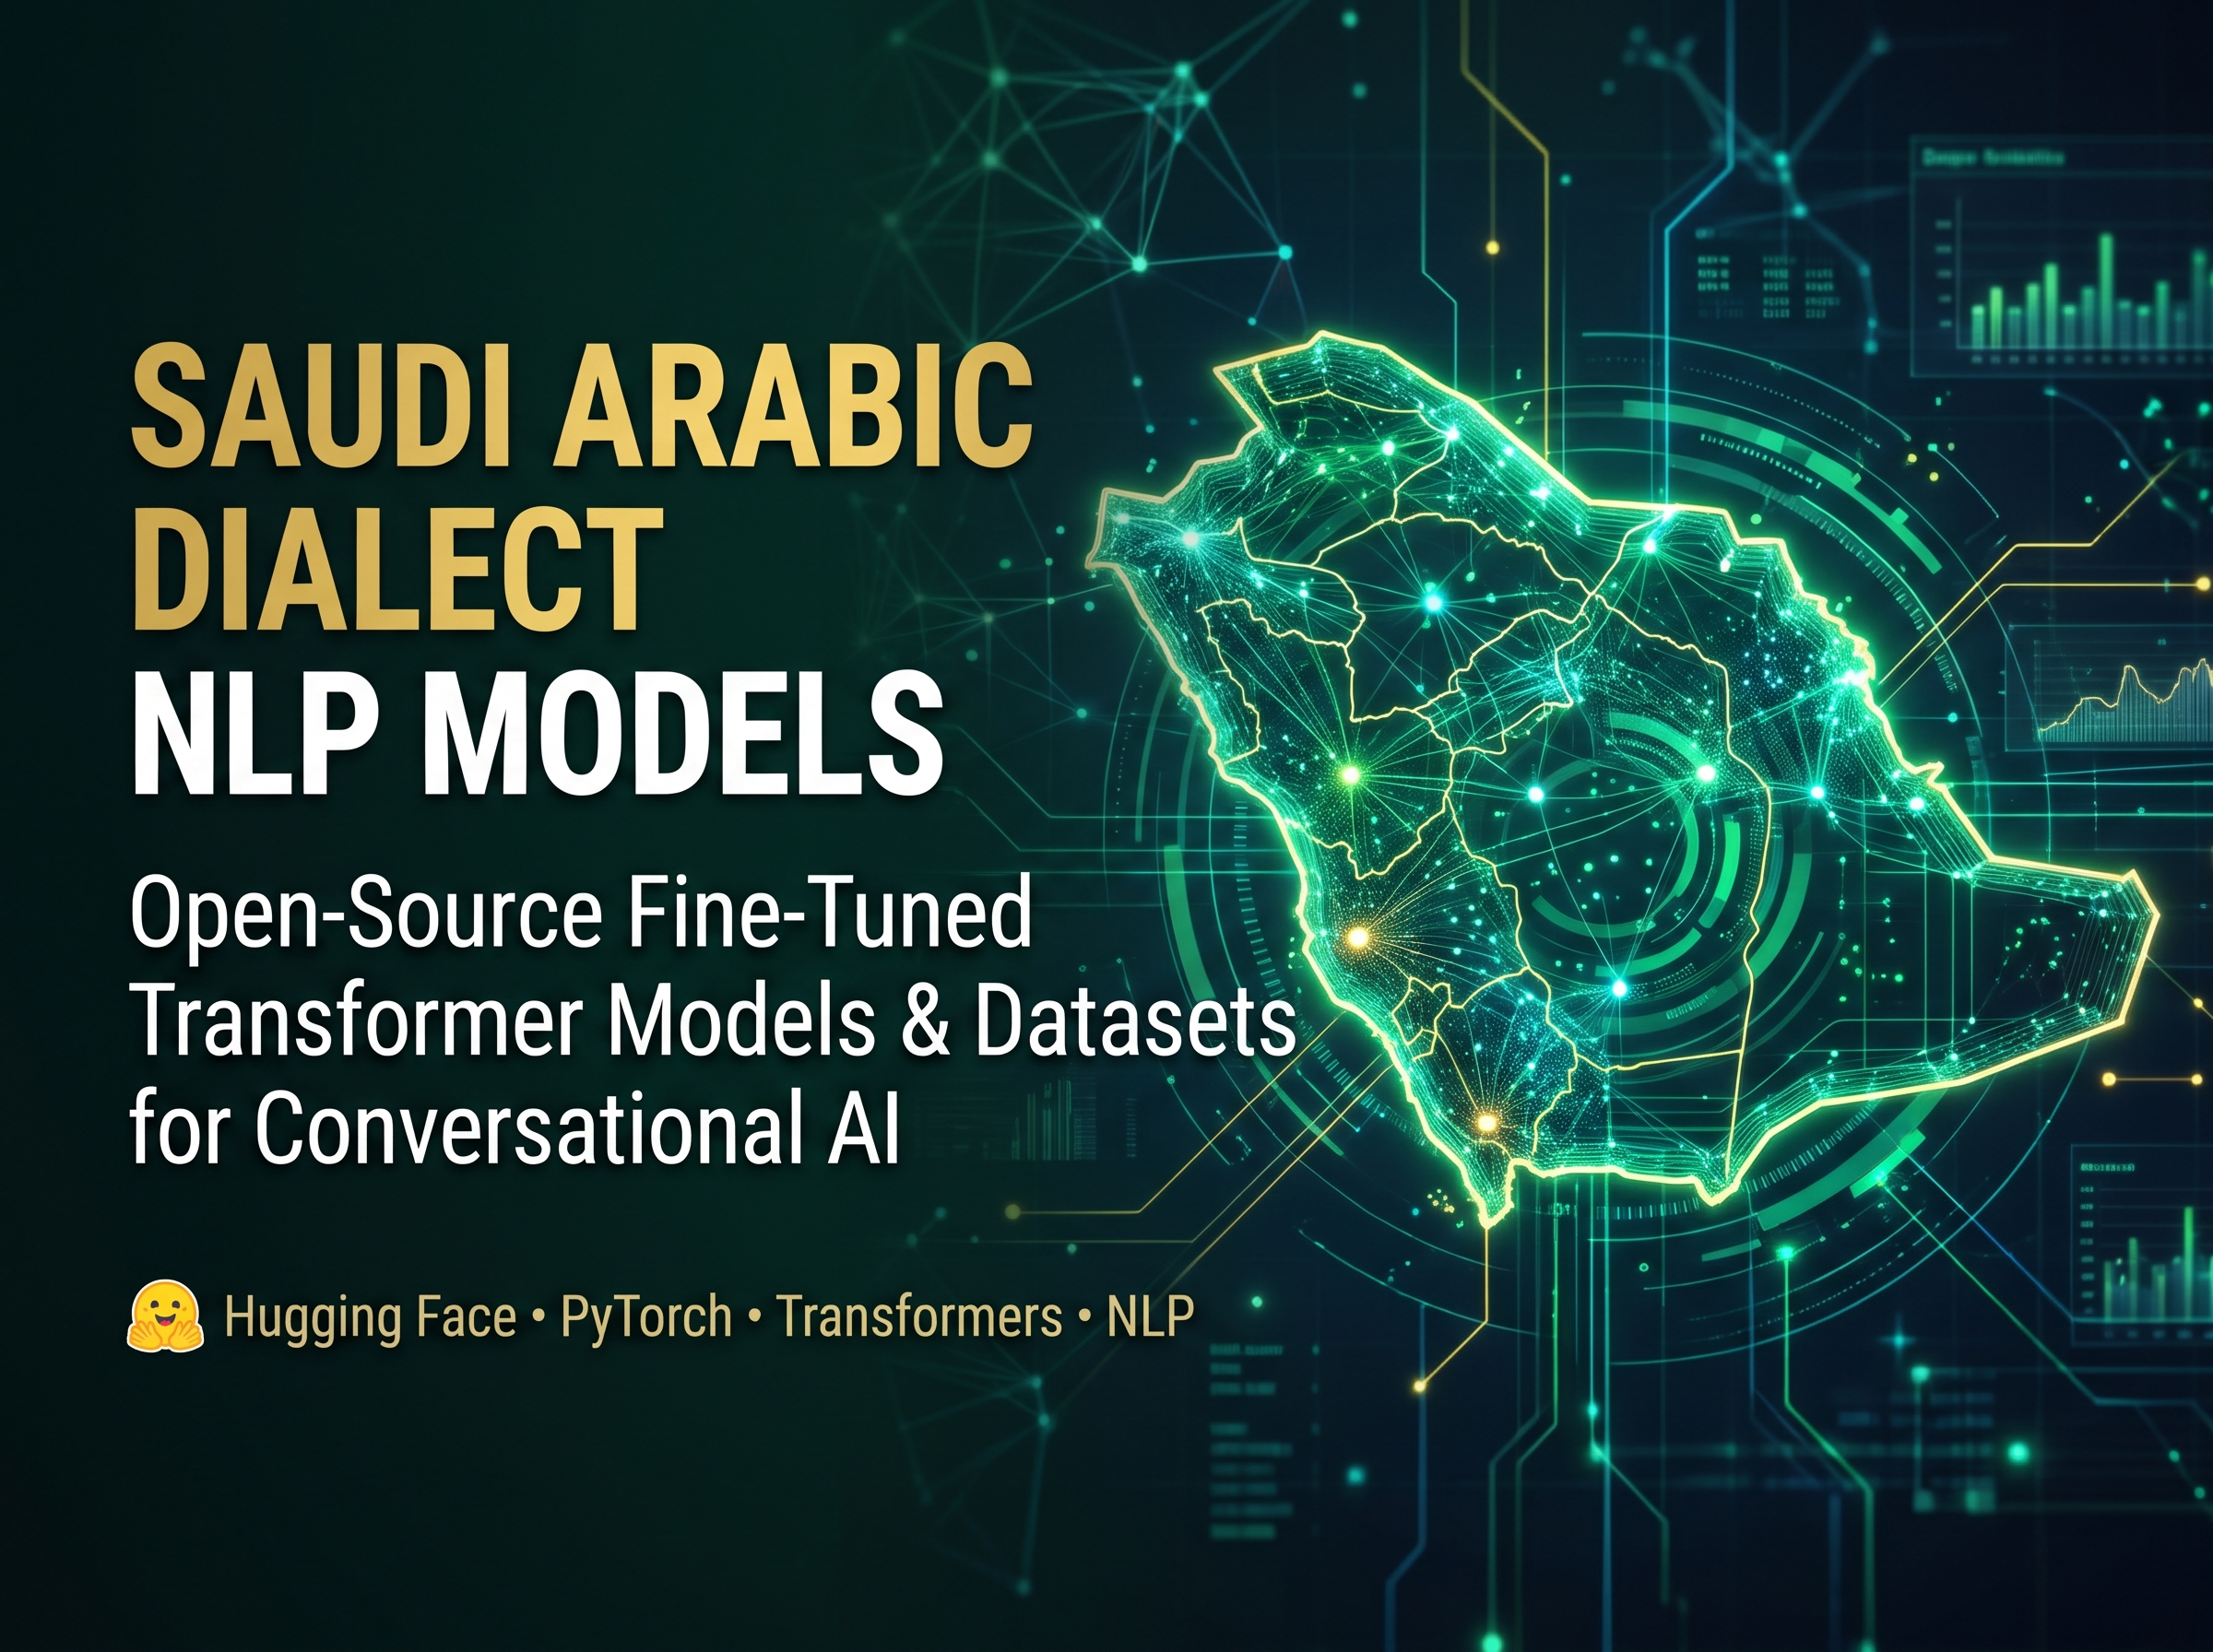 SAUDI ARABIC
DIALECT
NLP MODELS
Open-Source Fine-Tuned
Transformer Models & Datasets
for Conversational AI
Hugging Face • PyTorch • Transformers • NLP